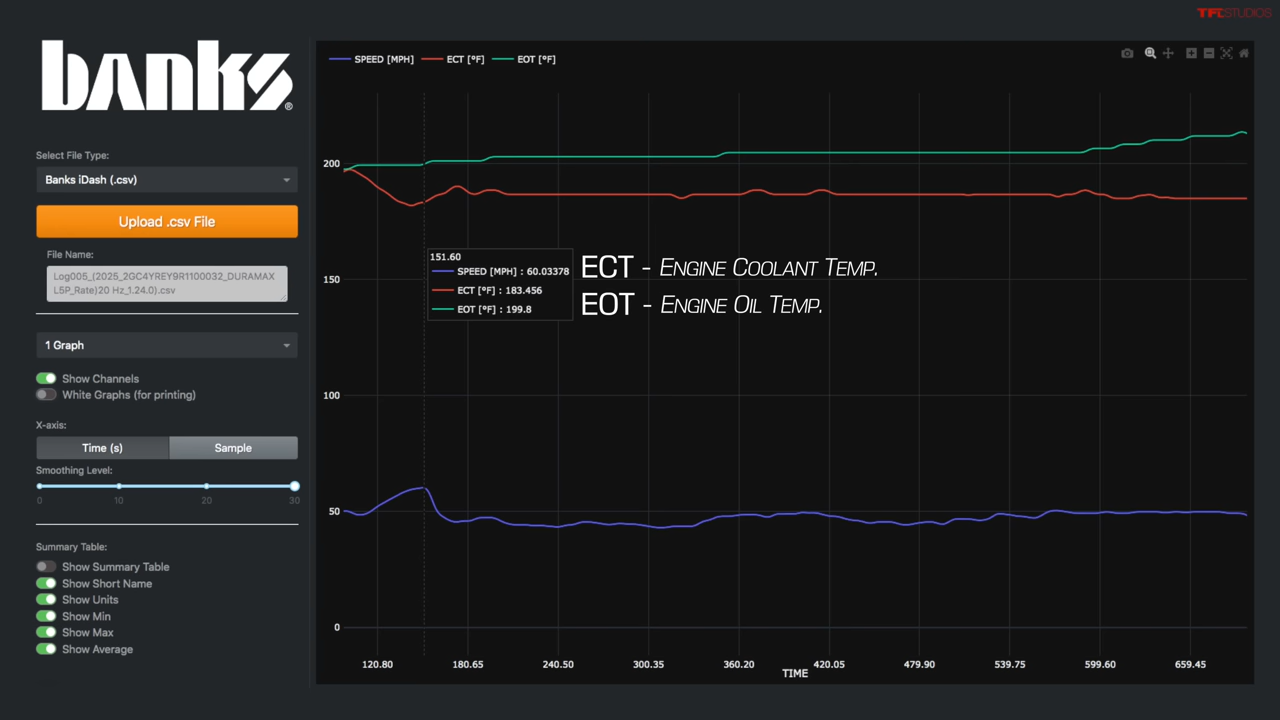 TFLSTUDIOS
banks®
SPEED [MPH] ECT [°F] EOT [°F]
Select File Type:
Banks iDash (.csv)
Upload .csv File
File Name:
Log005_(2025_2GC4YREY9R1100032_DURAMAX
L5P_Rate)20 Hz_1.24.0).csv
1 Graph
Show Channels
White Graphs (for printing)
X-axis:
Time (s) Sample
Smoothing Level:
0 10 20 30
Summary Table:
Show Summary Table
Show Short Name
Show Units
Show Min
Show Max
Show Average
200
150
100
50
0
151.60
SPEED [MPH] : 60.03378
ECT [°F] : 183.456
EOT [°F] : 199.8
ECT - ENGINE COOLANT TEMP.
EOT - ENGINE OIL TEMP.
120.80 180.65 240.50 300.35 360.20 420.05 479.90 539.75 599.60 659.45
TIME